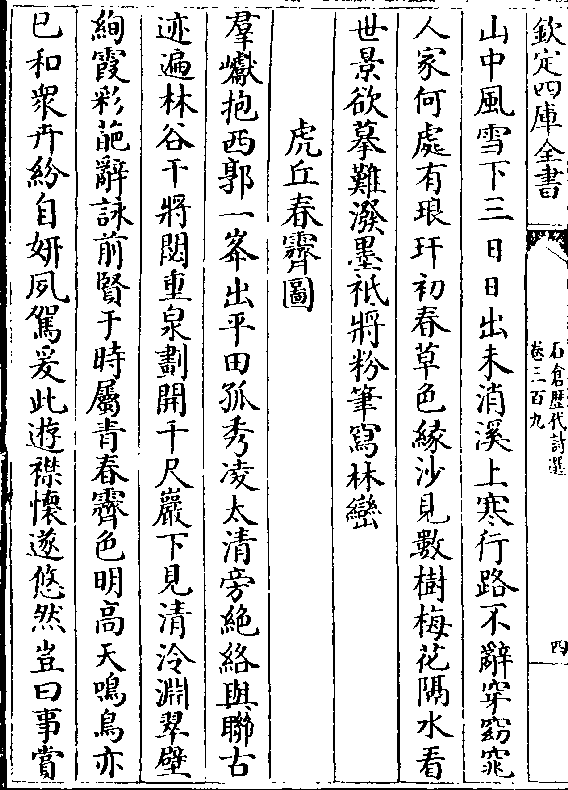 欽定四庫全書
石倉歴代詩選
卷三百九
四
山中風雪下三日日出未消溪上寒行路不辭穿窈窕
人家何處有琅玕初春草色緣沙見數樹梅花隔水看
世景欲摹難潑墨祗將粉筆寫林巒
虎丘春霽圖
羣巘抱西郭一峯出平田孤秀凌太清旁絶絡與聯古
迹遍林谷干將閟重泉劃開千尺巖下見清泠淵翠壁
絢霞彩葩辭詠前賢于時屬青春霽色明高天鳴鳥亦
已和衆卉紛自妍夙駕爰此遊襟懐遂悠然豈曰事賞